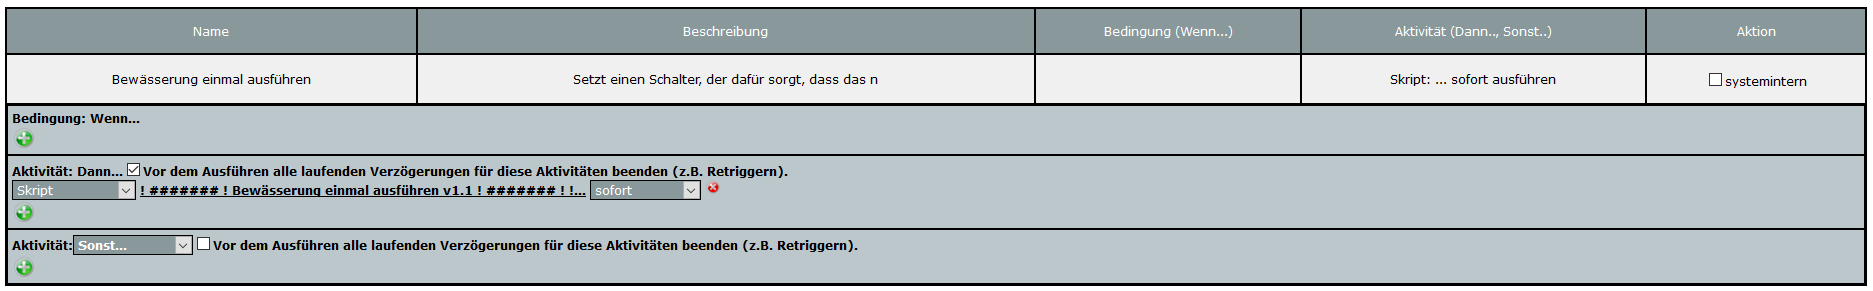 Name Beschreibung Bedingung (Wenn...) Aktivität (Dann.., Sonst..) Aktion
Bewässerung einmal ausführen Setzt einen Schalter, der dafür sorgt, dass das n Skript: ... sofort ausführen systemintern
Bedingung: Wenn...
Aktivität: Dann... Vor dem Ausführen alle laufenden Verzögerungen für diese Aktivitäten beenden (z.B. Retriggern).
Skript ! ####### ! Bewässerung einmal ausführen v1.1 ! ####### ! !... sofort
Aktivität: Sonst... Vor dem Ausführen alle laufenden Verzögerungen für diese Aktivitäten beenden (z.B. Retriggern).